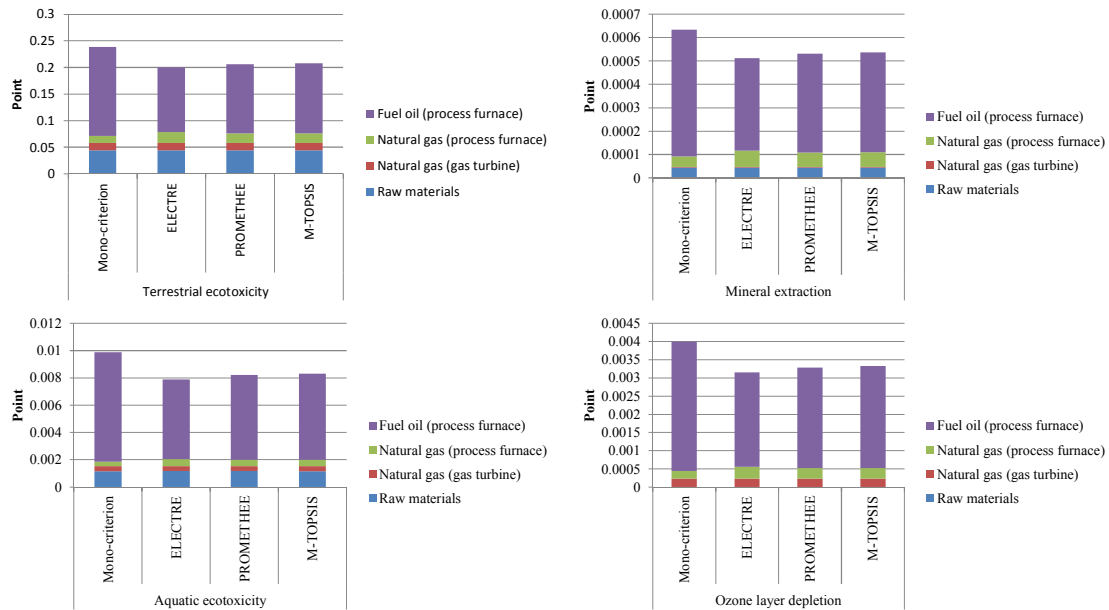 0.3
0.25
0.2
0.15
0.1
0.05
0
Point
Mono-criterion
ELECTRE
PROMETHEE
M-TOPSIS
Terrestrial ecotoxicity
Fuel oil (process furnace)
Natural gas (process furnace)
Natural gas (gas turbine)
Raw materials
0.0007
0.0006
0.0005
0.0004
0.0003
0.0002
0.0001
0
Point
Mono-criterion
ELECTRE
PROMETHEE
M-TOPSIS
Mineral extraction
Fuel oil (process furnace)
Natural gas (process furnace)
Natural gas (gas turbine)
Raw materials
0.012
0.01
0.008
0.006
0.004
0.002
0
Point
Mono-criterion
ELECTRE
PROMETHEE
M-TOPSIS
Aquatic ecotoxicity
Fuel oil (process furnace)
Natural gas (process furnace)
Natural gas (gas turbine)
Raw materials
0.0045
0.004
0.0035
0.003
0.0025
0.002
0.0015
0.001
0.0005
0
Point
Mono-criterion
ELECTRE
PROMETHEE
M-TOPSIS
Ozone layer depletion
Fuel oil (process furnace)
Natural gas (process furnace)
Natural gas (gas turbine)
Raw materials